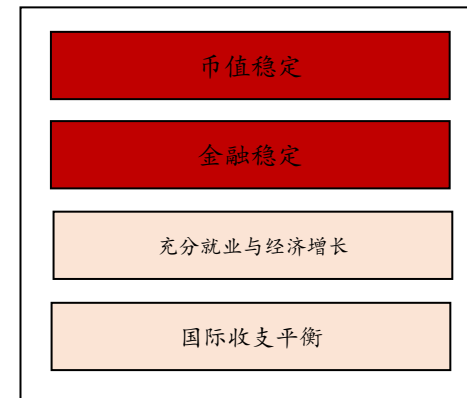 币值稳定
金融稳定
充分就业与经济增长
国际收支平衡